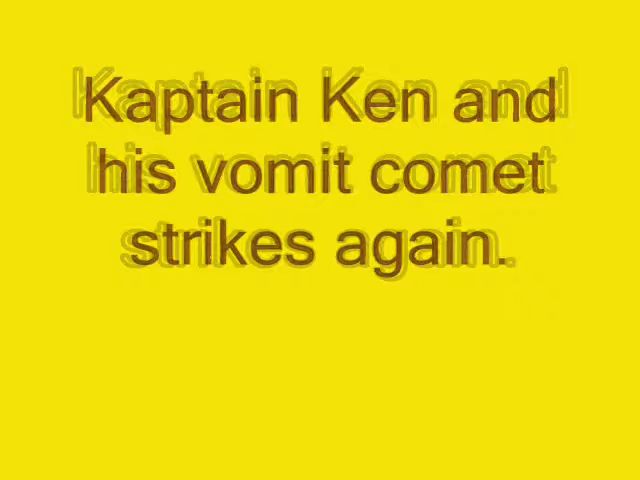 Kaptain Ken and
his vomit comet
strikes again.